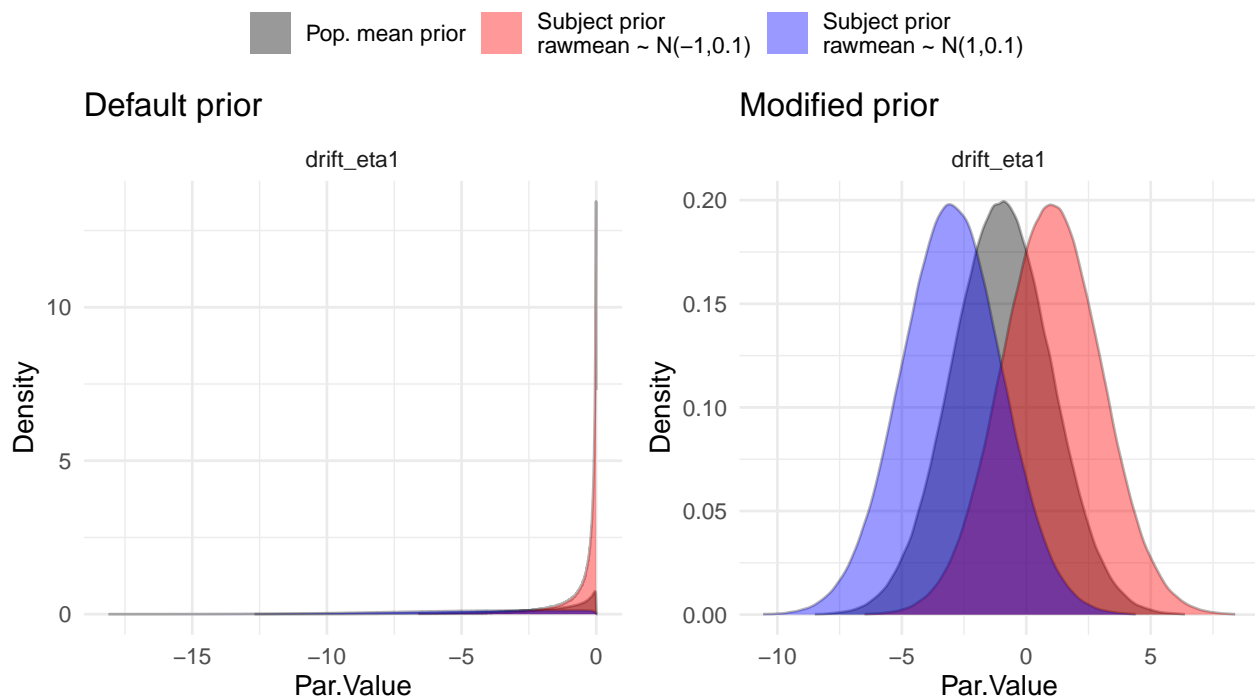 Pop. mean prior
Subject prior
rawmean ~ N(−1,0.1)
Subject prior
rawmean ~ N(1,0.1)
Default prior
drift_eta1
10
5
0
Density
−15
−10
−5
0
Par.Value
Modified prior
drift_eta1
0.20
0.15
0.10
0.05
0.00
Density
−10
−5
0
5
Par.Value